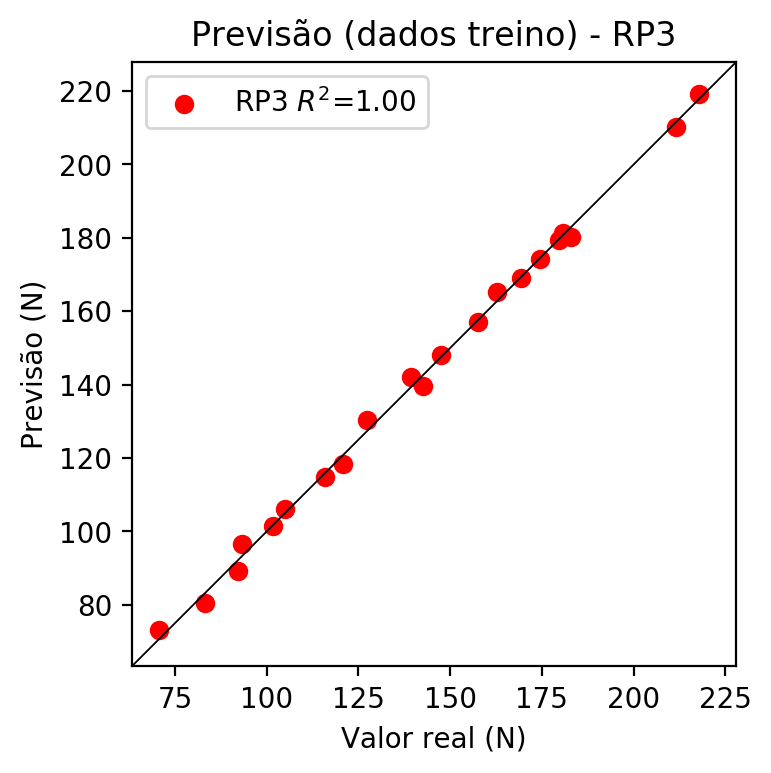 Previsão (dados treino) - RP3
RP3 R²=1.00
220
200
180
160
140
120
100
80
Previsão (N)
75 100 125 150 175 200 225
Valor real (N)